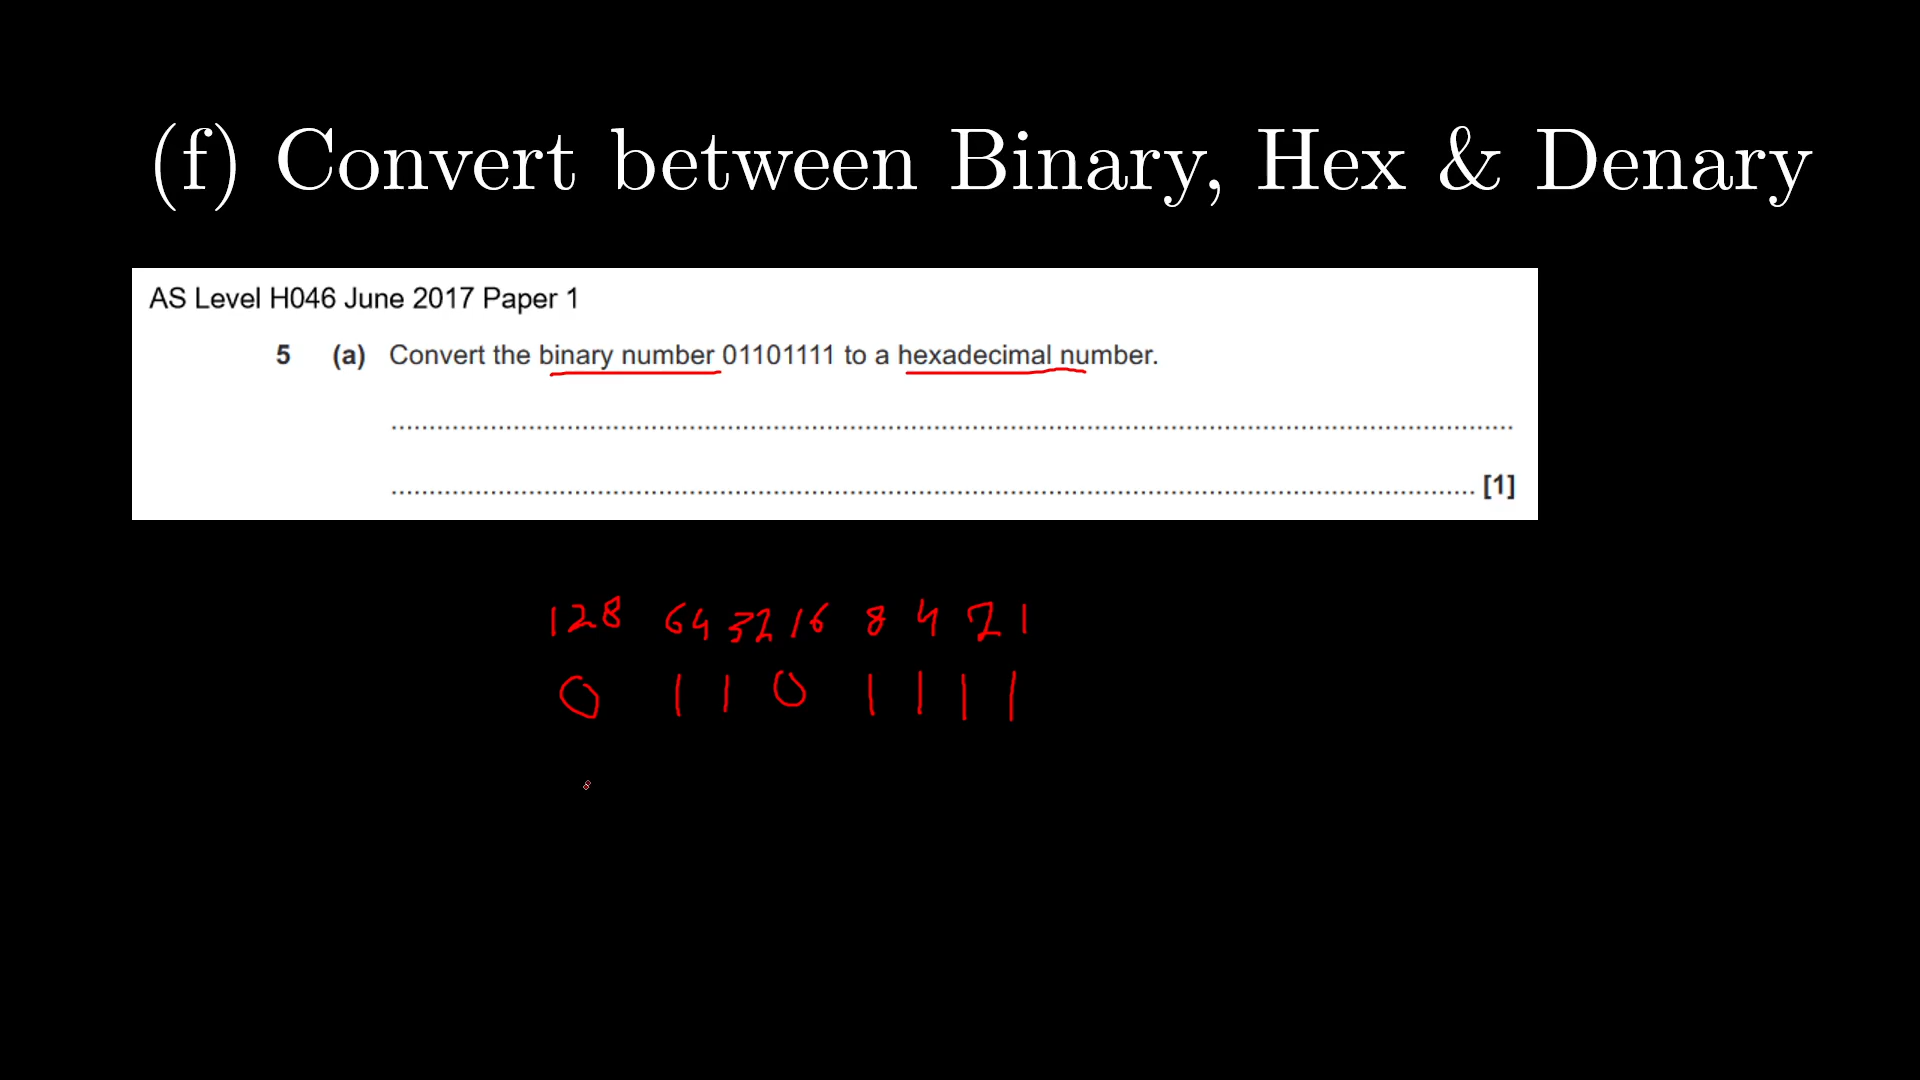 (f) Convert between Binary, Hex & Denary
AS Level H046 June 2017 Paper 1
5 (a) Convert the binary number 01101111 to a hexadecimal number.
[1]
128 64 32 16 8 4 2 1
0 1 1 0 1 1 1 1